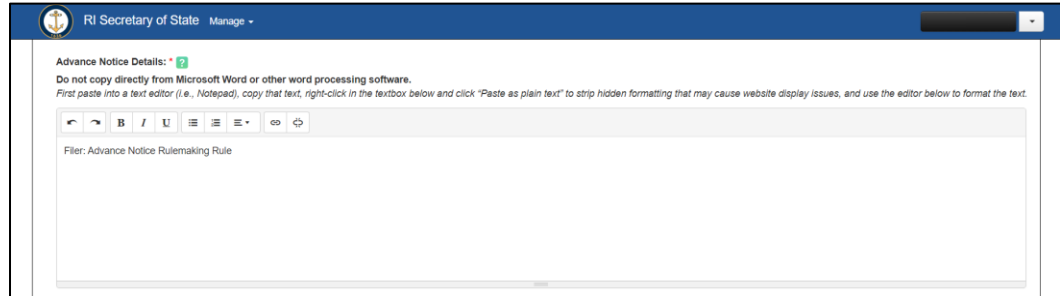 RI Secretary of State Manage
Advance Notice Details: * ?
Do not copy directly from Microsoft Word or other word processing software.
First paste into a text editor (i.e., Notepad), copy that text, right-click in the textbox below and click “Paste as plain text” to strip hidden formatting that may cause website display issues, and use the editor below to format the text.
B I U
Filer: Advance Notice Rulemaking Rule